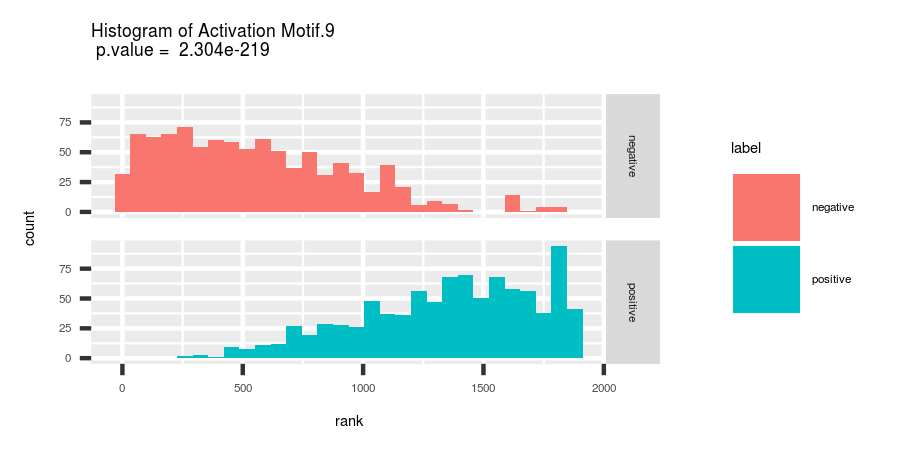 Histogram of Activation Motif.9
p.value = 2.304e-219
count
75
50
25
0
negative
75
50
25
0
positive
0 500 1000 1500 2000
rank
label
negative
positive